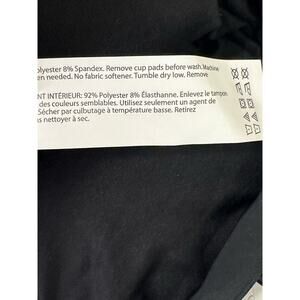 olyester 8% Spandex. Remove cup pads before wash. Machine
en needed. No fabric softener. Tumble dry low. Remove
NT INTÉRIEUR: 92% Polyester 8% Élasthanne. Enlevez le tampon
des couleurs semblables. Utilisez seulement un agent de
Sécher par culbutage à température basse. Retirez
s nettoyer à sec.